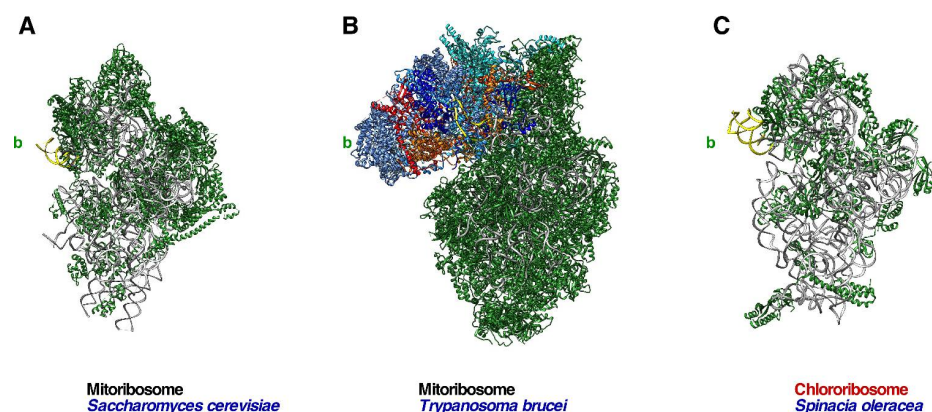 A
B
C
b
b
b
Mitoribosome
Saccharomyces cerevisiae
Mitoribosome
Trypanosoma brucei
Chlororibosome
Spinacia oleracea